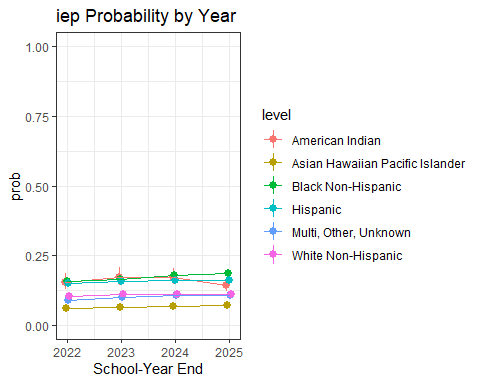 iep Probability by Year
1.00
0.75
0.50
0.25
0.00
prob
2022 2023 2024 2025
School-Year End
level
American Indian
Asian Hawaiian Pacific Islander
Black Non-Hispanic
Hispanic
Multi, Other, Unknown
White Non-Hispanic